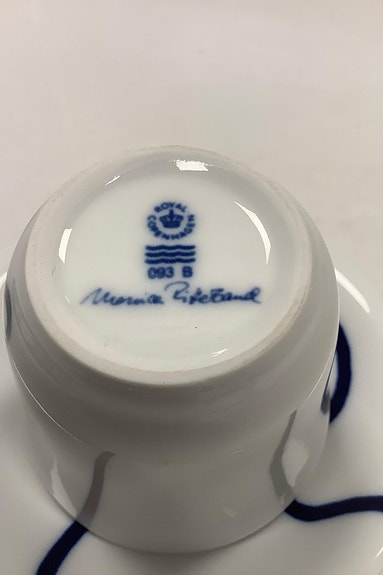 ROYAL
COPENHAGEN
093 B
Monica Ritterband